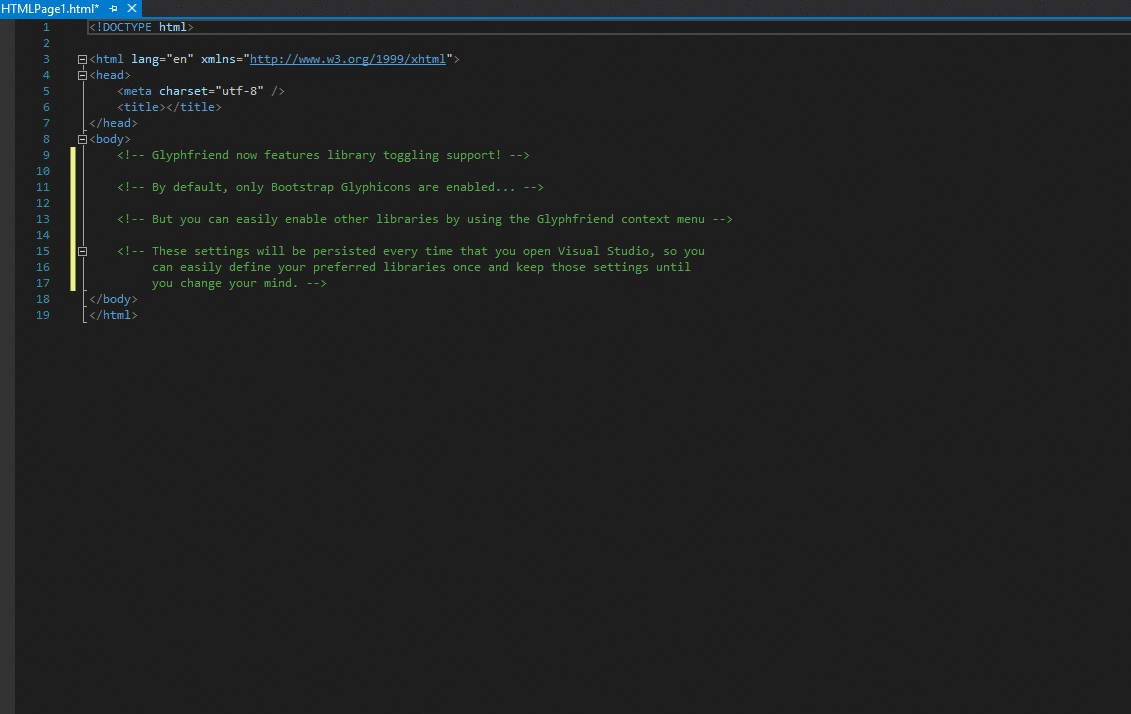 HTMLPage1.html*
1 <!DOCTYPE html>
2
3 <html lang="en" xmlns="http://www.w3.org/1999/xhtml">
4 <head>
5     <meta charset="utf-8" />
6     <title></title>
7 </head>
8 <body>
9     <!-- Glyphfriend now features library toggling support! -->
10
11     <!-- By default, only Bootstrap Glyphicons are enabled... -->
12
13     <!-- But you can easily enable other libraries by using the Glyphfriend context menu -->
14
15     <!-- These settings will be persisted every time that you open Visual Studio, so you
16          can easily define your preferred libraries once and keep those settings until
17          you change your mind. -->
18 </body>
19 </html>